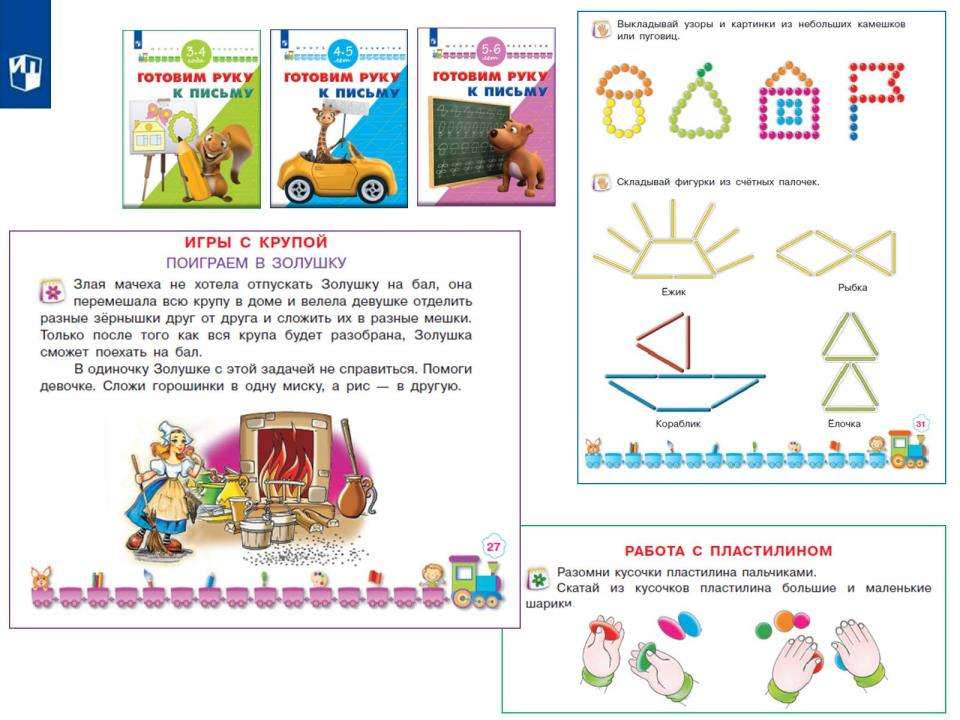 ШКОЛА РАЗВИТИЯ
3-4
года
ГОТОВИМ РУКУ
К ПИСЬМУ
4-5
лет
ГОТОВИМ РУКУ
К ПИСЬМУ
5-6
лет
ГОТОВИМ РУКУ
К ПИСЬМУ
Выкладывай узоры и картинки из небольших камешков
или пуговиц.
Складывай фигурки из счётных палочек.
Ёжик
Рыбка
Кораблик
Ёлочка
31
ИГРЫ С КРУПОЙ
ПОИГРАЕМ В ЗОЛУШКУ
Злая мачеха не хотела отпускать Золушку на бал, она
перемешала всю крупу в доме и велела девушке отделить
разные зёрнышки друг от друга и сложить их в разные мешки.
Только после того как вся крупа будет разобрана, Золушка
сможет поехать на бал.
В одиночку Золушке с этой задачей не справиться. Помоги
девочке. Сложи горошинки в одну миску, а рис — в другую.
27
РАБОТА С ПЛАСТИЛИНОМ
Разомни кусочки пластилина пальчиками.
Скатай из кусочков пластилина большие и маленькие
шарики.